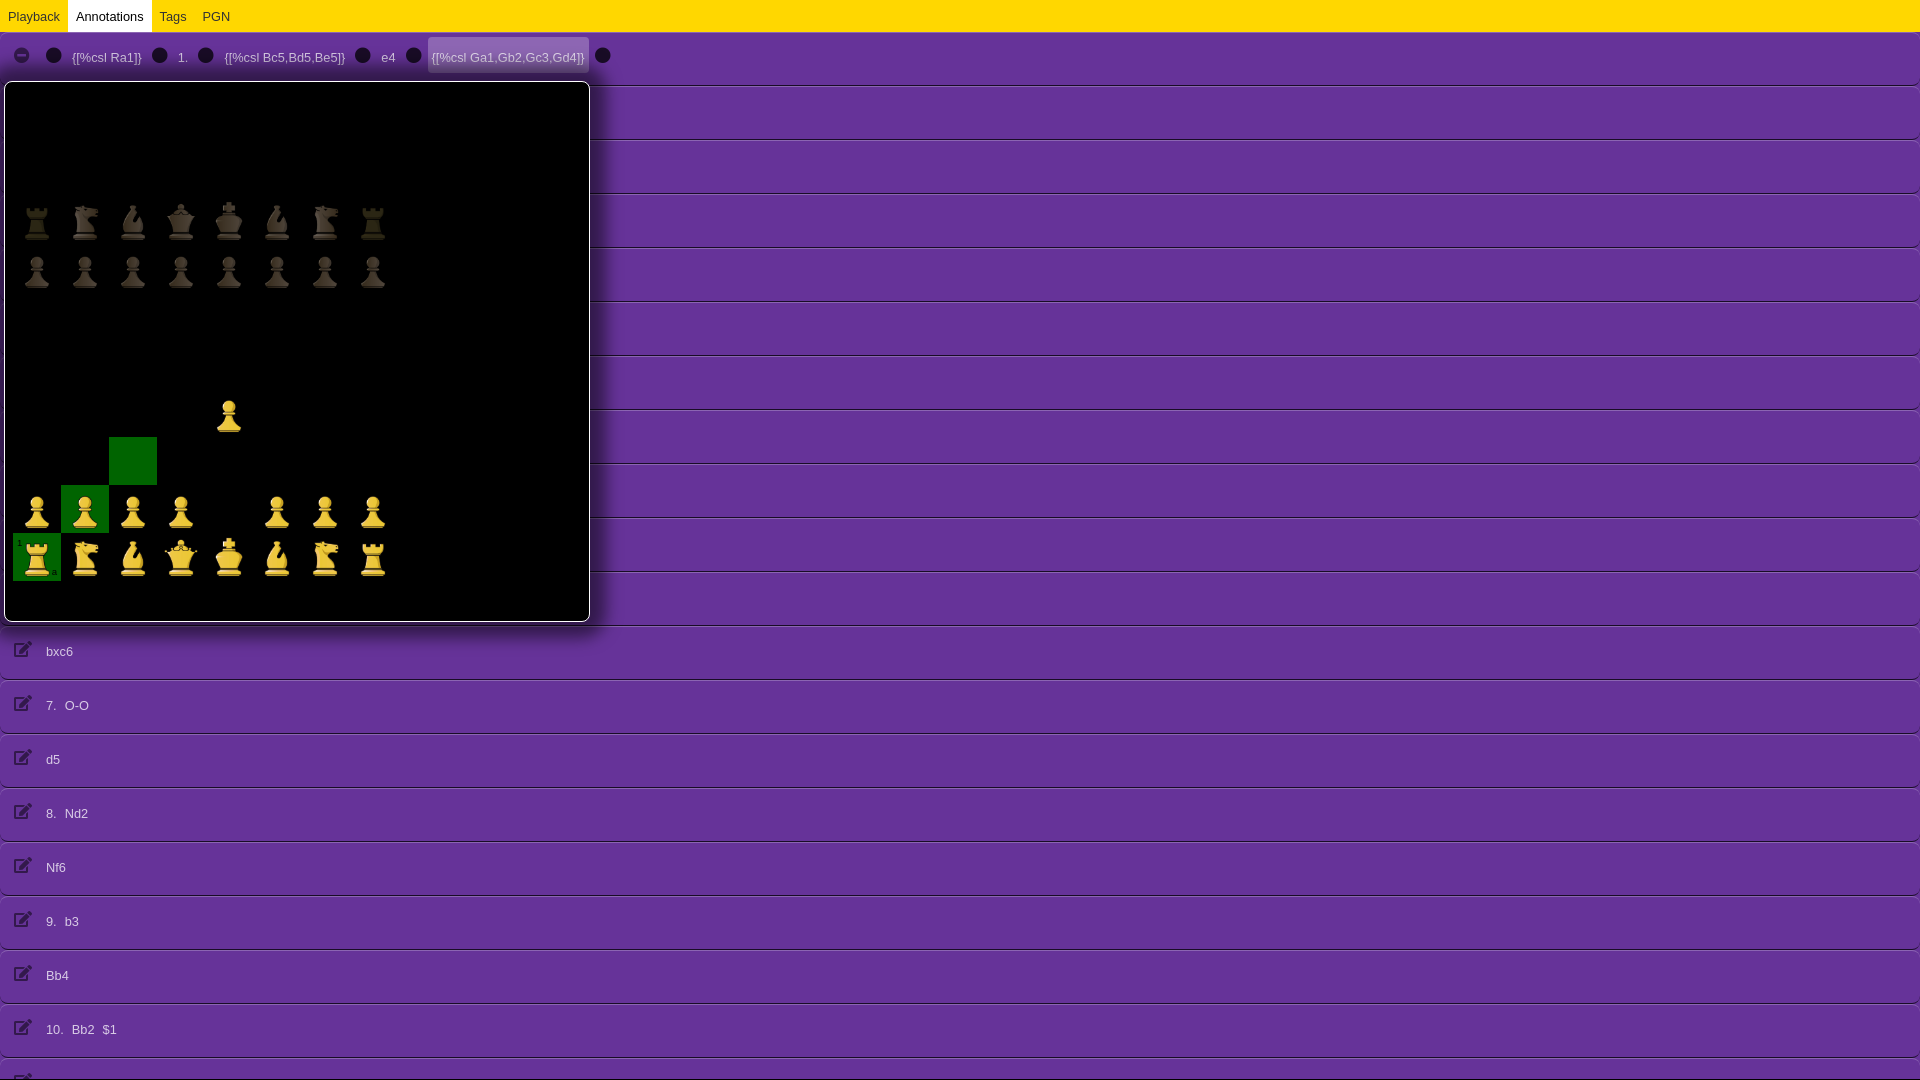 Playback Annotations Tags PGN
{[%csl Ra1]} 1. {[%csl Bc5,Bd5,Be5]} e4 {[%csl Ga1,Gb2,Gc3,Gd4]}
1
a
bxc6
7. O-O
d5
8. Nd2
Nf6
9. b3
Bb4
10. Bb2 $1